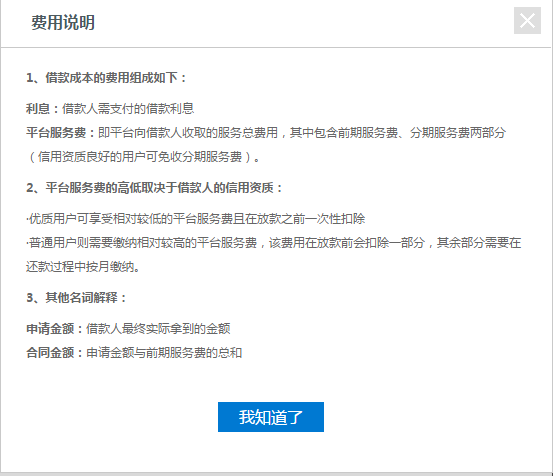 费用说明
1、借款成本的费用组成如下：
利息：借款人需支付的借款利息
平台服务费：即平台向借款人收取的服务总费用，其中包含前期服务费、分期服务费两部分
（信用资质良好的用户可免收分期服务费）。
2、平台服务费的高低取决于借款人的信用资质：
·优质用户可享受相对较低的平台服务费且在放款之前一次性扣除
·普通用户则需要缴纳相对较高的平台服务费，该费用在放款前会扣除一部分，其余部分需要在
还款过程中按月缴纳。
3、其他名词解释：
申请金额：借款人最终实际拿到的金额
合同金额：申请金额与前期服务费的总和
我知道了